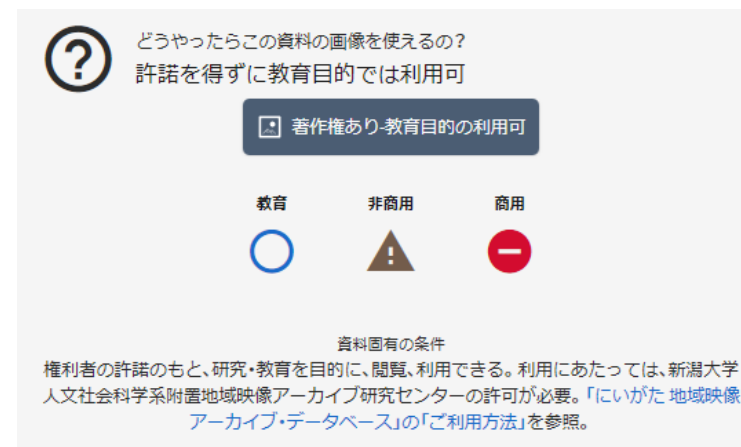 どうやったらこの資料の画像を使えるの?
許諾を得ずに教育目的では利用可
著作権あり-教育目的の利用可
教育 非商用 商用
資料固有の条件
権利者の許諾のもと、研究・教育を目的に、閲覧、利用できる。利用にあたっては、新潟大学
人文社会科学系附置地域映像アーカイブ研究センターの許可が必要。「にいがた 地域映像
アーカイブ・データベース」の「ご利用方法」を参照。